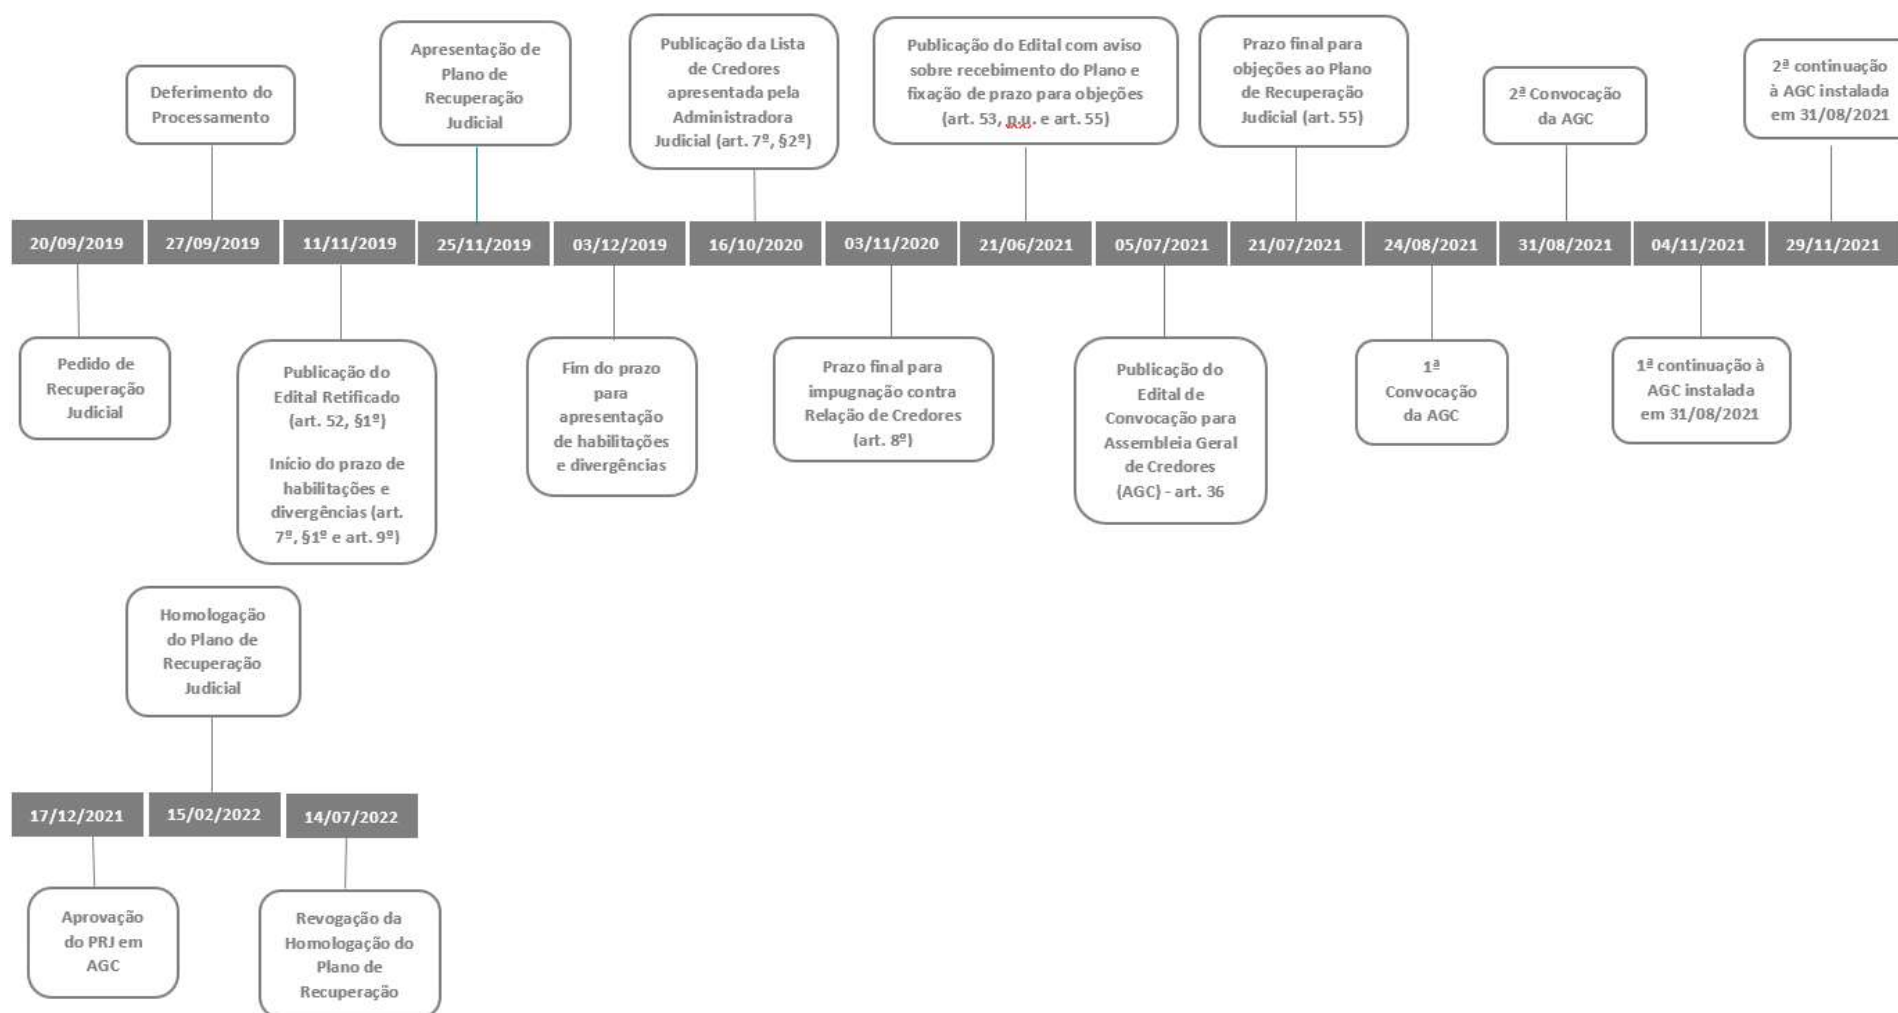 Deferimento do
Processamento
Apresentação de
Plano de
Recuperação
Judicial
Publicação da Lista
de Credores
apresentada pela
Administradora
Judicial (art. 7º, §2º)
Publicação do Edital com aviso
sobre recebimento do Plano e
fixação de prazo para objeções
(art. 53, p.u. e art. 55)
Prazo final para
objeções ao Plano
de Recuperação
Judicial (art. 55)
2ª Convocação
da AGC
2ª continuação
à AGC instalada
em 31/08/2021
20/09/2019
27/09/2019
11/11/2019
25/11/2019
03/12/2019
16/10/2020
03/11/2020
21/06/2021
05/07/2021
21/07/2021
24/08/2021
31/08/2021
04/11/2021
29/11/2021
Pedido de
Recuperação
Judicial
Publicação do
Edital Retificado
(art. 52, §1º)
Início do prazo de
habilitações e
divergências (art.
7º, §1º e art. 9º)
Fim do prazo
para
apresentação
de habilitações
e divergências
Prazo final para
impugnação contra
Relação de Credores
(art. 8º)
Publicação do
Edital de
Convocação para
Assembleia Geral
de Credores
(AGC) - art. 36
1ª
Convocação
da AGC
1ª continuação à
AGC instalada
em 31/08/2021
Homologação
do Plano de
Recuperação
Judicial
17/12/2021
15/02/2022
14/07/2022
Aprovação
do PRJ em
AGC
Revogação da
Homologação do
Plano de
Recuperação